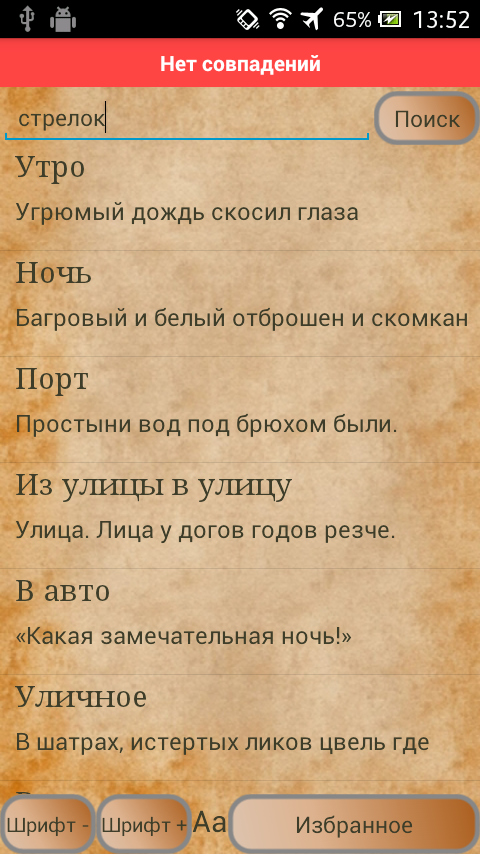 65% 13:52
Нет совпадений
стрелок Поиск
Утро
Угрюмый дождь скосил глаза
Ночь
Багровый и белый отброшен и скомкан
Порт
Простыни вод под брюхом были.
Из улицы в улицу
Улица. Лица у догов годов резче.
В авто
«Какая замечательная ночь!»
Уличное
В шатрах, истертых ликов цвель где
Шрифт - Шрифт + Аа Избранное